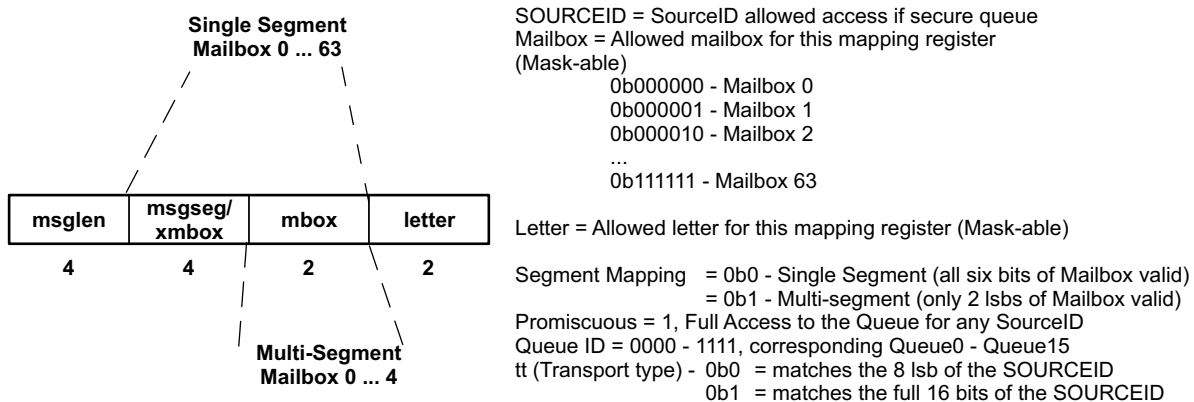 Single Segment
Mailbox 0 ... 63
msglen
msgseg/
xmbox
mbox
letter
4
4
2
2
Multi-Segment
Mailbox 0 ... 4
SOURCEID = SourceID allowed access if secure queue
Mailbox = Allowed mailbox for this mapping register
(Mask-able)
0b000000 - Mailbox 0
0b000001 - Mailbox 1
0b000010 - Mailbox 2
...
0b111111 - Mailbox 63
Letter = Allowed letter for this mapping register (Mask-able)
Segment Mapping = 0b0 - Single Segment (all six bits of Mailbox valid)
= 0b1 - Multi-segment (only 2 lsbs of Mailbox valid)
Promiscuous = 1, Full Access to the Queue for any SourceID
Queue ID = 0000 - 1111, corresponding Queue0 - Queue15
tt (Transport type) - 0b0 = matches the 8 lsb of the SOURCEID
0b1 = matches the full 16 bits of the SOURCEID